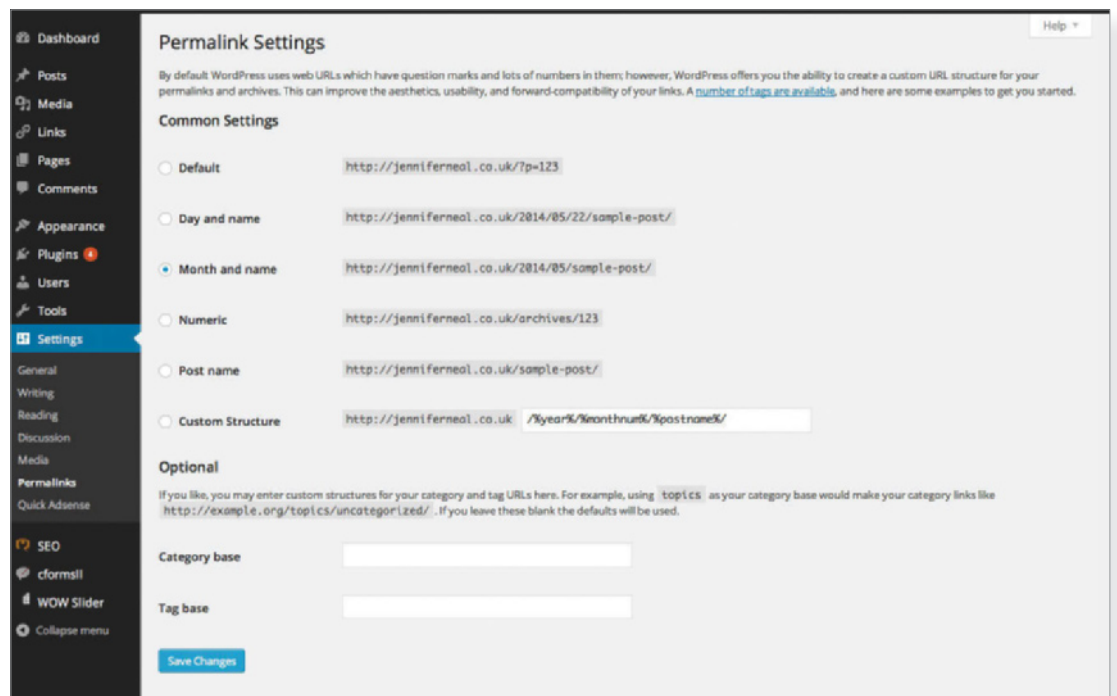 Help
Dashboard
Posts
Media
Links
Pages
Comments
Appearance
Plugins 4
Users
Tools
Settings
General
Writing
Reading
Discussion
Media
Permalinks
Quick Adsense
SEO
cformsII
WOW Slider
Collapse menu
Permalink Settings
By default WordPress uses web URLs which have question marks and lots of numbers in them; however, WordPress offers you the ability to create a custom URL structure for your
permalinks and archives. This can improve the aesthetics, usability, and forward-compatibility of your links. A number of tags are available, and here are some examples to get you started.
Common Settings
Default http://jenniferneal.co.uk/?p=123
Day and name http://jenniferneal.co.uk/2014/05/22/sample-post/
Month and name http://jenniferneal.co.uk/2014/05/sample-post/
Numeric http://jenniferneal.co.uk/archives/123
Post name http://jenniferneal.co.uk/sample-post/
Custom Structure http://jenniferneal.co.uk /%year%/%monthnum%/%postname%/
Optional
If you like, you may enter custom structures for your category and tag URLs here. For example, using topics as your category base would make your category links like
http://example.org/topics/uncategorized/ . If you leave these blank the defaults will be used.
Category base
Tag base
Save Changes